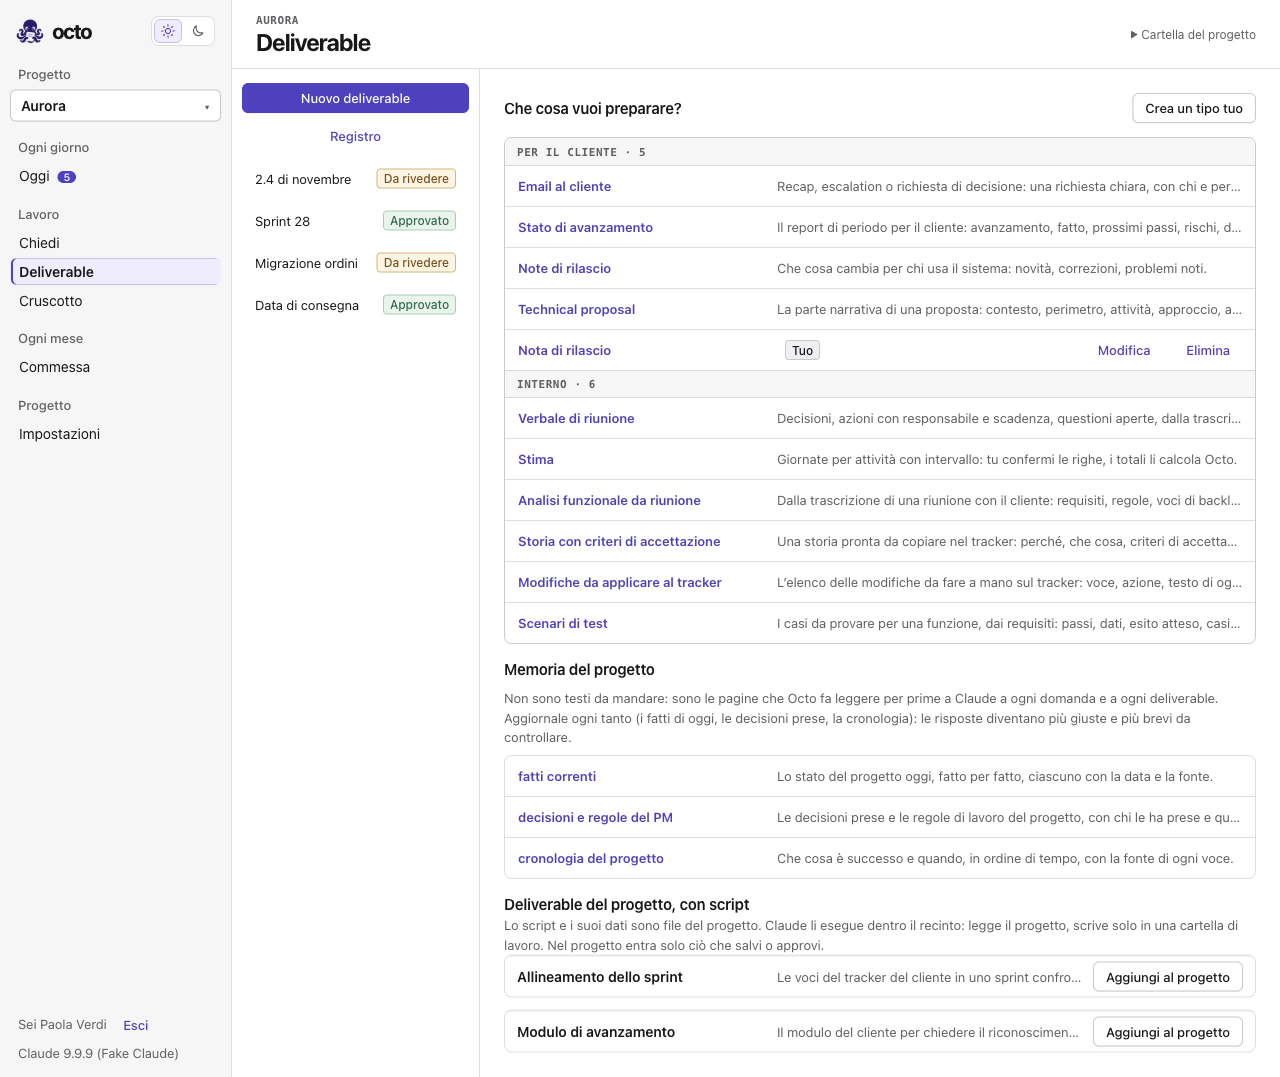 octo
Progetto
Aurora
Ogni giorno
Oggi 5
Lavoro
Chiedi
Deliverable
Cruscotto
Ogni mese
Commessa
Progetto
Impostazioni
Sei Paola Verdi Esci
Claude 9.9.9 (Fake Claude)
AURORA
Deliverable
Cartella del progetto
Nuovo deliverable
Registro
2.4 di novembre Da rivedere
Sprint 28 Approvato
Migrazione ordini Da rivedere
Data di consegna Approvato
Che cosa vuoi preparare? Crea un tipo tuo
PER IL CLIENTE · 5
Email al cliente Recap, escalation o richiesta di decisione: una richiesta chiara, con chi e per…
Stato di avanzamento Il report di periodo per il cliente: avanzamento, fatto, prossimi passi, rischi, d…
Note di rilascio Che cosa cambia per chi usa il sistema: novità, correzioni, problemi noti.
Technical proposal La parte narrativa di una proposta: contesto, perimetro, attività, approccio, a…
Nota di rilascio Tuo Modifica Elimina
INTERNO · 6
Verbale di riunione Decisioni, azioni con responsabile e scadenza, questioni aperte, dalla trascri…
Stima Giornate per attività con intervallo: tu confermi le righe, i totali li calcola Octo.
Analisi funzionale da riunione Dalla trascrizione di una riunione con il cliente: requisiti, regole, voci di backl…
Storia con criteri di accettazione Una storia pronta da copiare nel tracker: perché, che cosa, criteri di accetta…
Modifiche da applicare al tracker L'elenco delle modifiche da fare a mano sul tracker: voce, azione, testo di og…
Scenari di test I casi da provare per una funzione, dai requisiti: passi, dati, esito atteso, casi…
Memoria del progetto
Non sono testi da mandare: sono le pagine che Octo fa leggere per prime a Claude a ogni domanda e a ogni deliverable.
Aggiornale ogni tanto (i fatti di oggi, le decisioni prese, la cronologia): le risposte diventano più giuste e più brevi da
controllare.
fatti correnti Lo stato del progetto oggi, fatto per fatto, ciascuno con la data e la fonte.
decisioni e regole del PM Le decisioni prese e le regole di lavoro del progetto, con chi le ha prese e qu…
cronologia del progetto Che cosa è successo e quando, in ordine di tempo, con la fonte di ogni voce.
Deliverable del progetto, con script
Lo script e i suoi dati sono file del progetto. Claude li esegue dentro il recinto: legge il progetto, scrive solo in una cartella di
lavoro. Nel progetto entra solo ciò che salvi o approvi.
Allineamento dello sprint Le voci del tracker del cliente in uno sprint confro… Aggiungi al progetto
Modulo di avanzamento Il modulo del cliente per chiedere il riconoscimen… Aggiungi al progetto